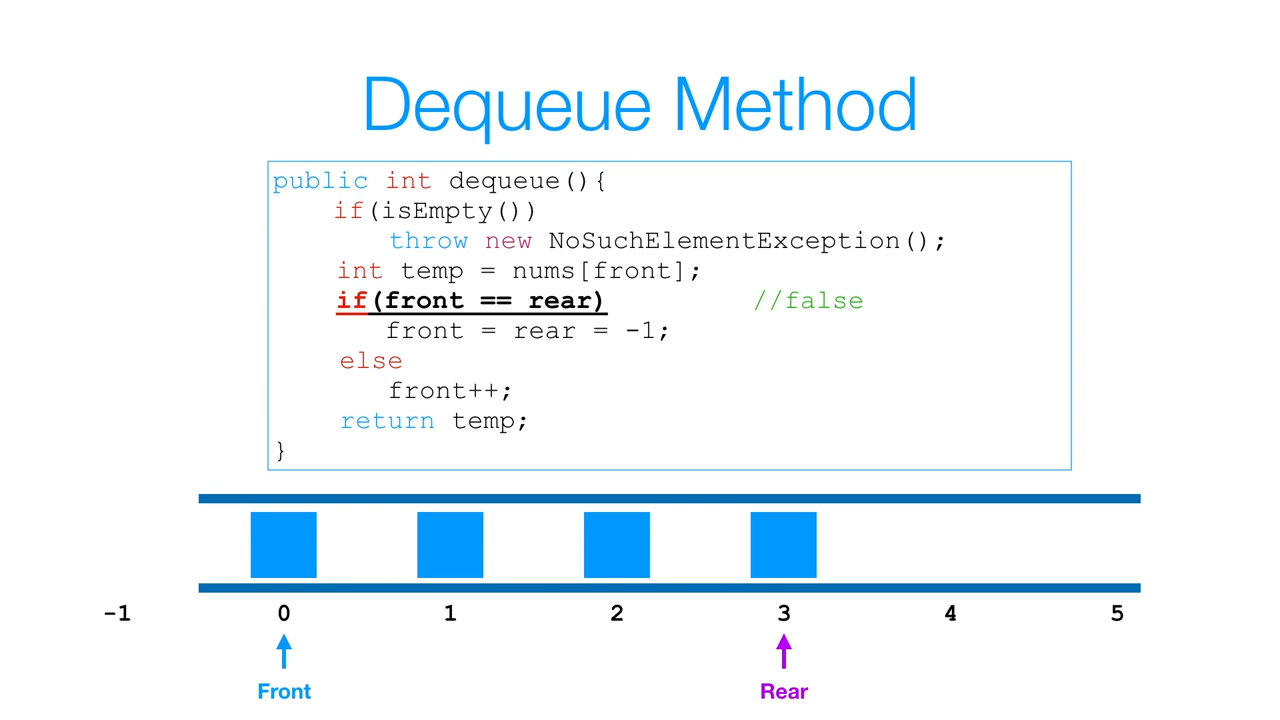 Dequeue Method
public int dequeue(){
if(isEmpty())
throw new NoSuchElementException();
int temp = nums[front];
if(front == rear) //false
front = rear = -1;
else
front++;
return temp;
}
-1 0 1 2 3 4 5
Front Rear